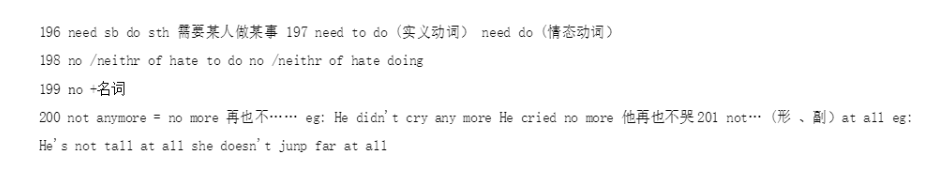 196 need sb do sth 需要某人做某事 197 need to do (实义动词) need do (情态动词)
198 no /neithr of hate to do no /neithr of hate doing
199 no +名词
200 not anymore = no more 再也不…… eg: He didn't cry any more He cried no more 他再也不哭201 not… (形 、副) at all eg:
He's not tall at all she doesn't junp far at all